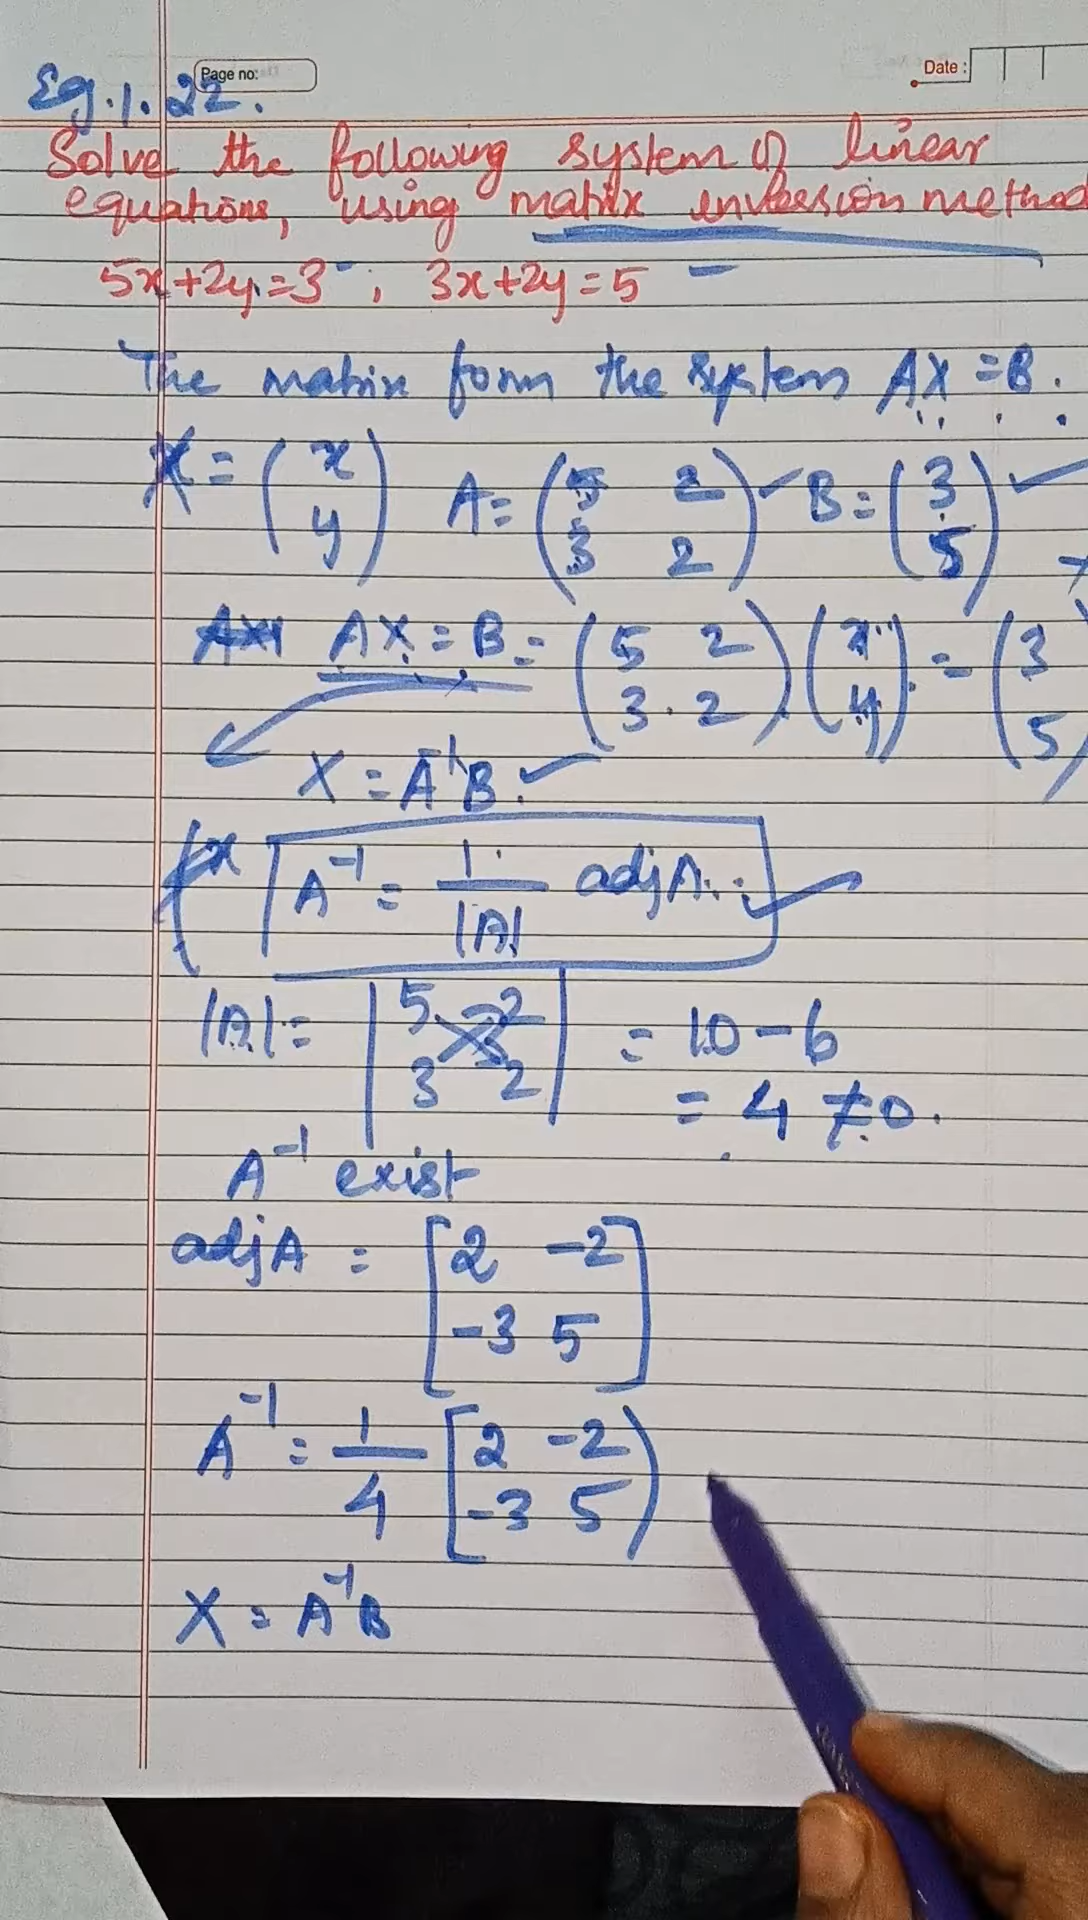 Page no:
Date :
Eg.1.22.
Solve the following system of linear
equations, using matrix inversion method
5x+2y=3 ; 3x+2y=5
The matrix form the system AX=B.
X = (x y) A = (5 2 3 2) B = (3 5)
AX = B = (5 2 3 2) (x y) = (3 5)
X = A⁻¹B.
A⁻¹ = 1/|A| adjA.
|A| = |5 2 3 2| = 10 - 6
= 4 ≠ 0.
A⁻¹ exist
adjA = [2 -2 -3 5]
A⁻¹ = 1/4 [2 -2 -3 5)
X = A⁻¹B